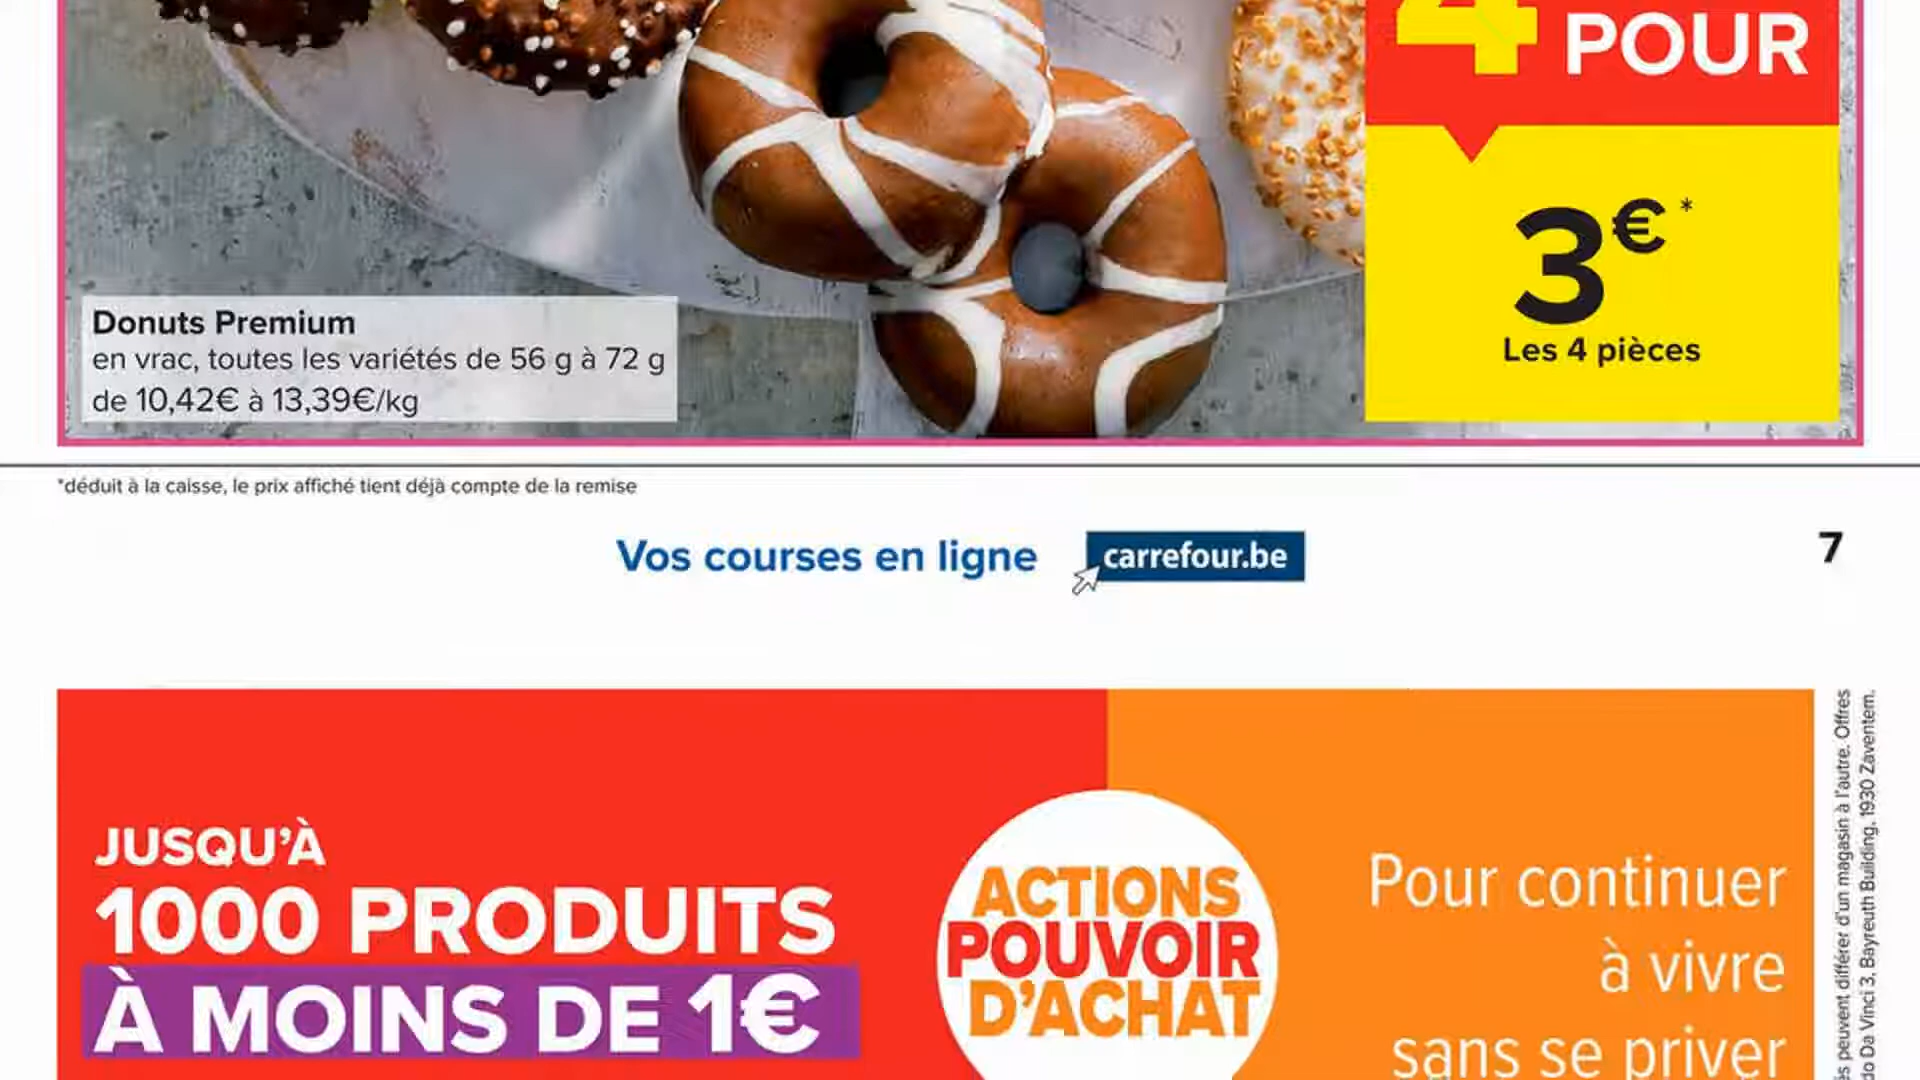 4 POUR
3€*
Les 4 pièces
Donuts Premium
en vrac, toutes les variétés de 56 g à 72 g
de 10,42€ à 13,39€/kg
*déduit à la caisse, le prix affiché tient déjà compte de la remise
Vos courses en ligne
carrefour.be
7
JUSQU'À
1000 PRODUITS
À MOINS DE 1€
ACTIONS
POUVOIR
D'ACHAT
Pour continuer
à vivre
sans se priver
peuvent différer d'un magasin à l'autre. Offres
Da Vinci 3, Bayreuth Building, 1930 Zaventem.